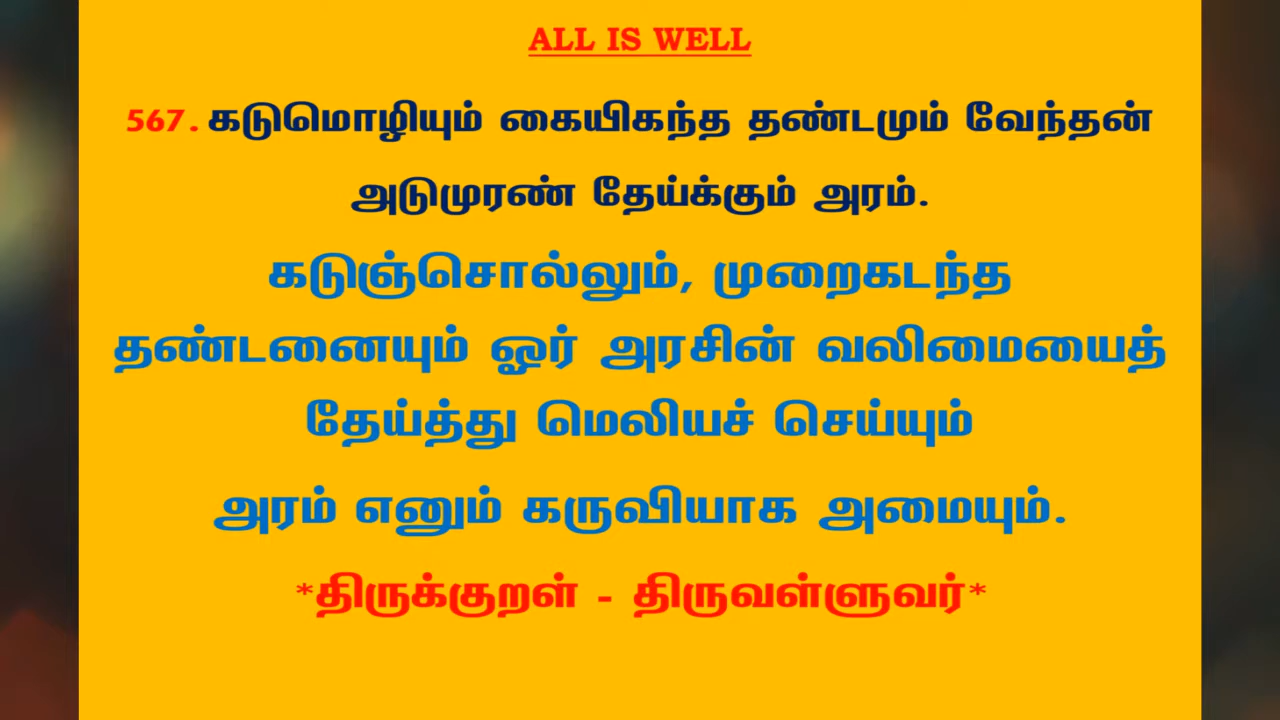 ALL IS WELL
567. கடுமொழியும் கையிகந்த தண்டமும் வேந்தன்
அடுமுரண் தேய்க்கும் அரம்.
கடுஞ்சொல்லும், முறைகடந்த
தண்டனையும் ஓர் அரசின் வலிமையைத்
தேய்த்து மெலியச் செய்யும்
அரம் எனும் கருவியாக அமையும்.
*திருக்குறள் - திருவள்ளுவர்*